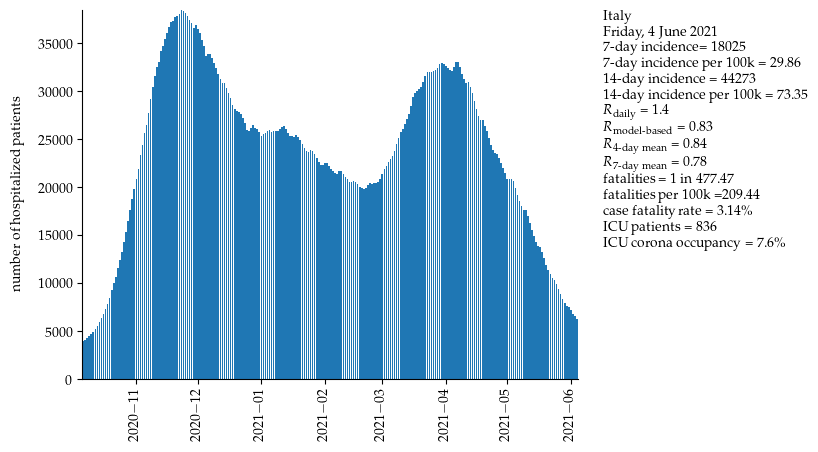 Italy
Friday, 4 June 2021
7-day incidence= 18025
7-day incidence per 100k = 29.86
14-day incidence = 44273
14-day incidence per 100k = 73.35
R_daily = 1.4
R_model-based = 0.83
R_4-day mean = 0.84
R_7-day mean = 0.78
fatalities = 1 in 477.47
fatalities per 100k =209.44
case fatality rate = 3.14%
ICU patients = 836
ICU corona occupancy = 7.6%
number of hospitalized patients
35000
30000
25000
20000
15000
10000
5000
0
2020−11
2020−12
2021−01
2021−02
2021−03
2021−04
2021−05
2021−06